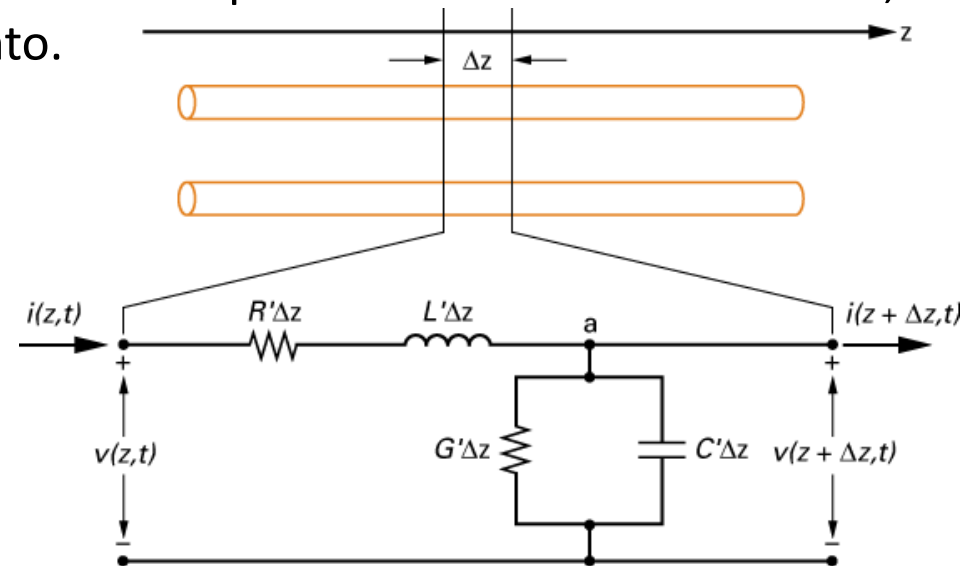 nto.
z
Δz
i(z,t)
R'Δz
L'Δz
a
i(z + Δz,t)
+
+
v(z,t)
G'Δz
C'Δz
v(z + Δz,t)
–
–